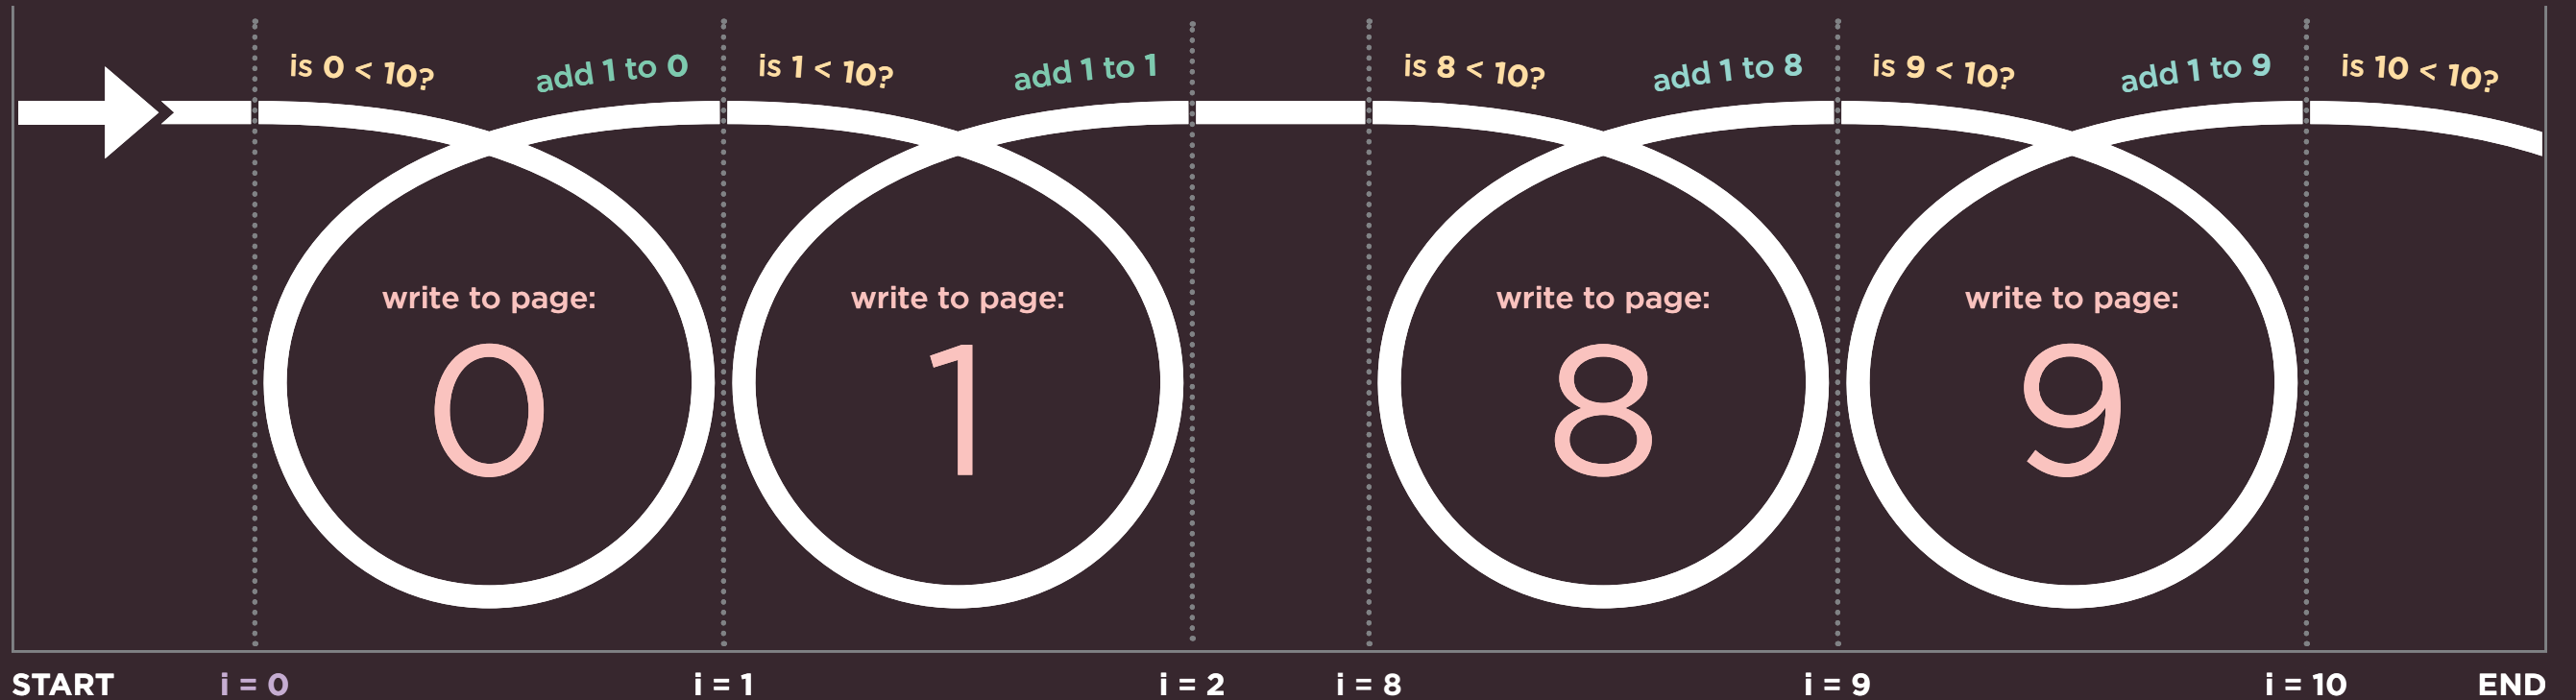 is 0 < 10?
add 1 to 0
is 1 < 10?
add 1 to 1
is 8 < 10?
add 1 to 8
is 9 < 10?
add 1 to 9
is 10 < 10?
write to page:
0
write to page:
1
write to page:
8
write to page:
9
START
i = 0
i = 1
i = 2
i = 8
i = 9
i = 10
END